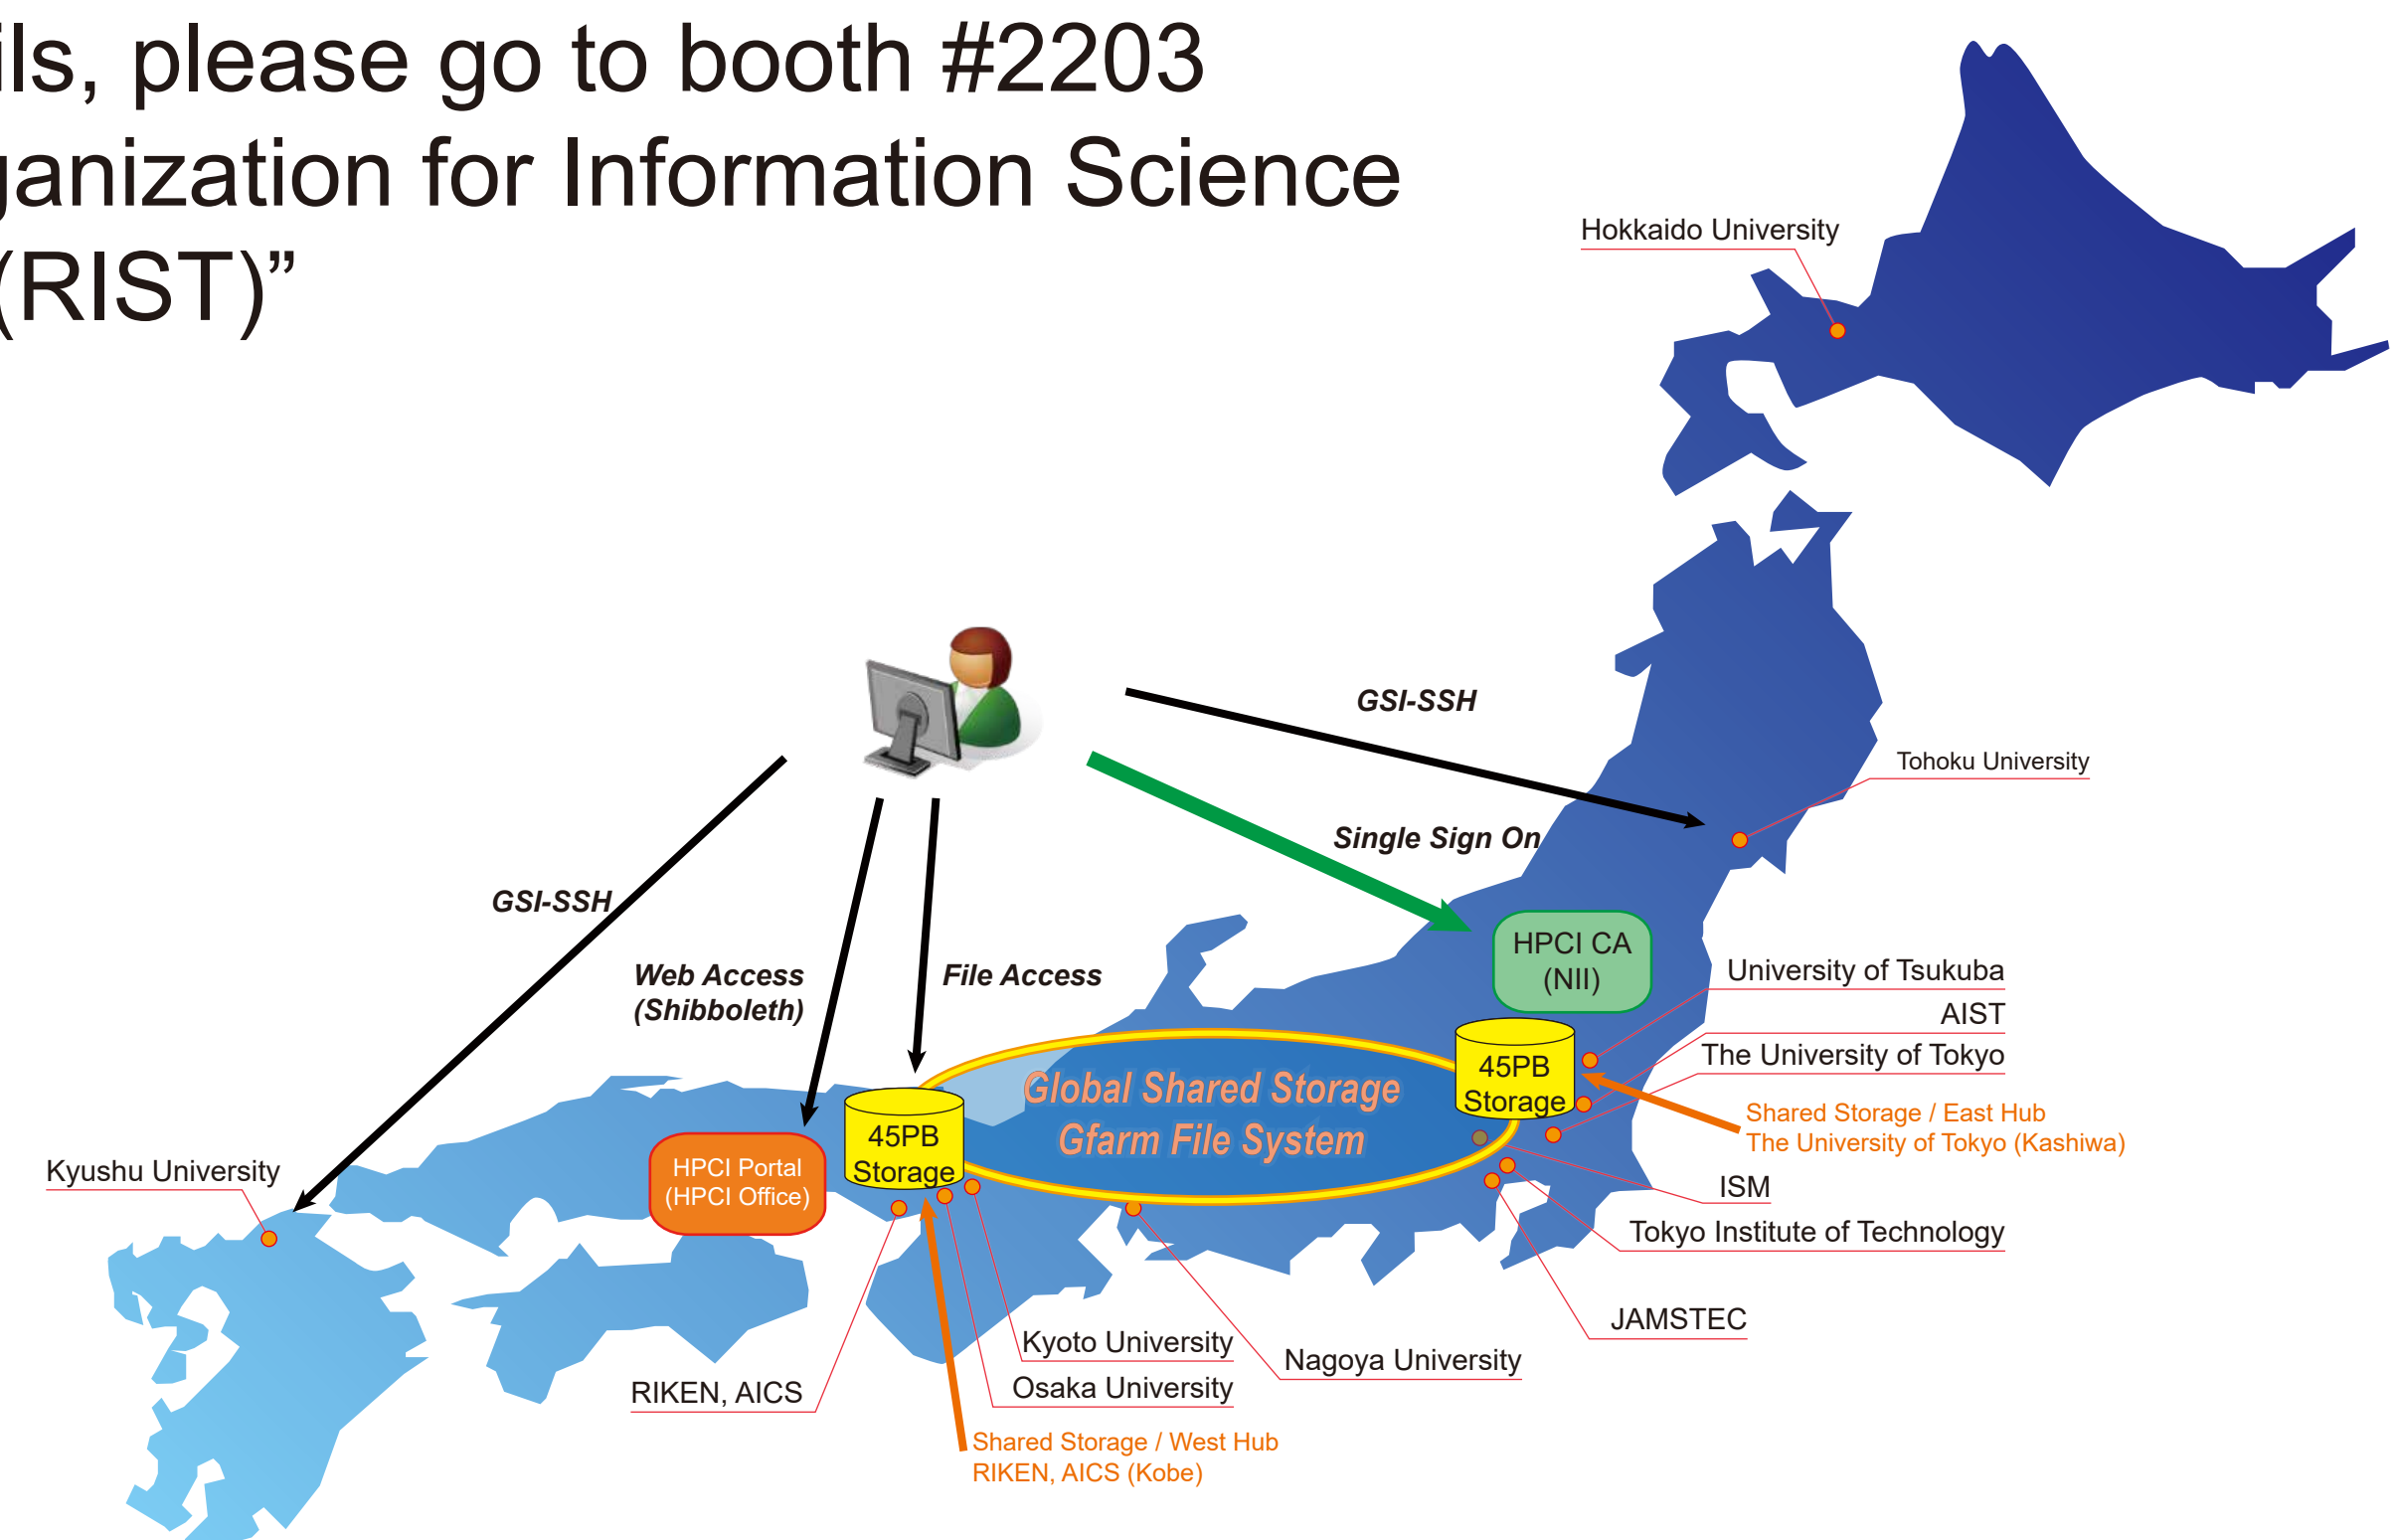 ils, please go to booth #2203
ganization for Information Science
(RIST)”
Hokkaido University
GSI-SSH
Tohoku University
Single Sign On
GSI-SSH
HPCI CA
(NII)
Web Access
(Shibboleth)
File Access
University of Tsukuba
AIST
The University of Tokyo
45PB
Storage
Global Shared Storage
Gfarm File System
Shared Storage / East Hub
The University of Tokyo (Kashiwa)
45PB
Storage
HPCI Portal
(HPCI Office)
Kyushu University
ISM
Tokyo Institute of Technology
JAMSTEC
Kyoto University
Nagoya University
RIKEN, AICS
Osaka University
Shared Storage / West Hub
RIKEN, AICS (Kobe)